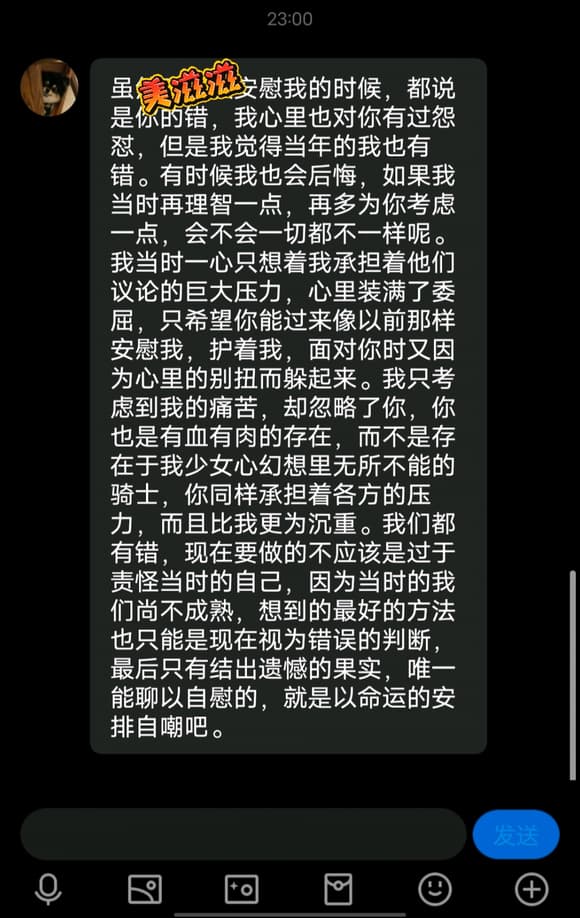 23:00
虽
美滋滋
安慰我的时候，都说
是你的错，我心里也对你有过怨
怼，但是我觉得当年的我也有
错。有时候我也会后悔，如果我
当时再理智一点，再多为你考虑
一点，会不会一切都不一样呢。
我当时一心只想着我承担着他们
议论的巨大压力，心里装满了委
屈，只希望你能过来像以前那样
安慰我，护着我，面对你时又因
为心里的别扭而躲起来。我只考
虑到我的痛苦，却忽略了你，你
也是有血有肉的存在，而不是存
在于我少女心幻想里无所不能的
骑士，你同样承担着各方的压
力，而且比我更为沉重。我们都
有错，现在要做的不应该是过于
责怪当时的自己，因为当时的我
们尚不成熟，想到的最好的方法
也只能是现在视为错误的判断，
最后只有结出遗憾的果实，唯一
能聊以自慰的，就是以命运的安
排自嘲吧。
发送